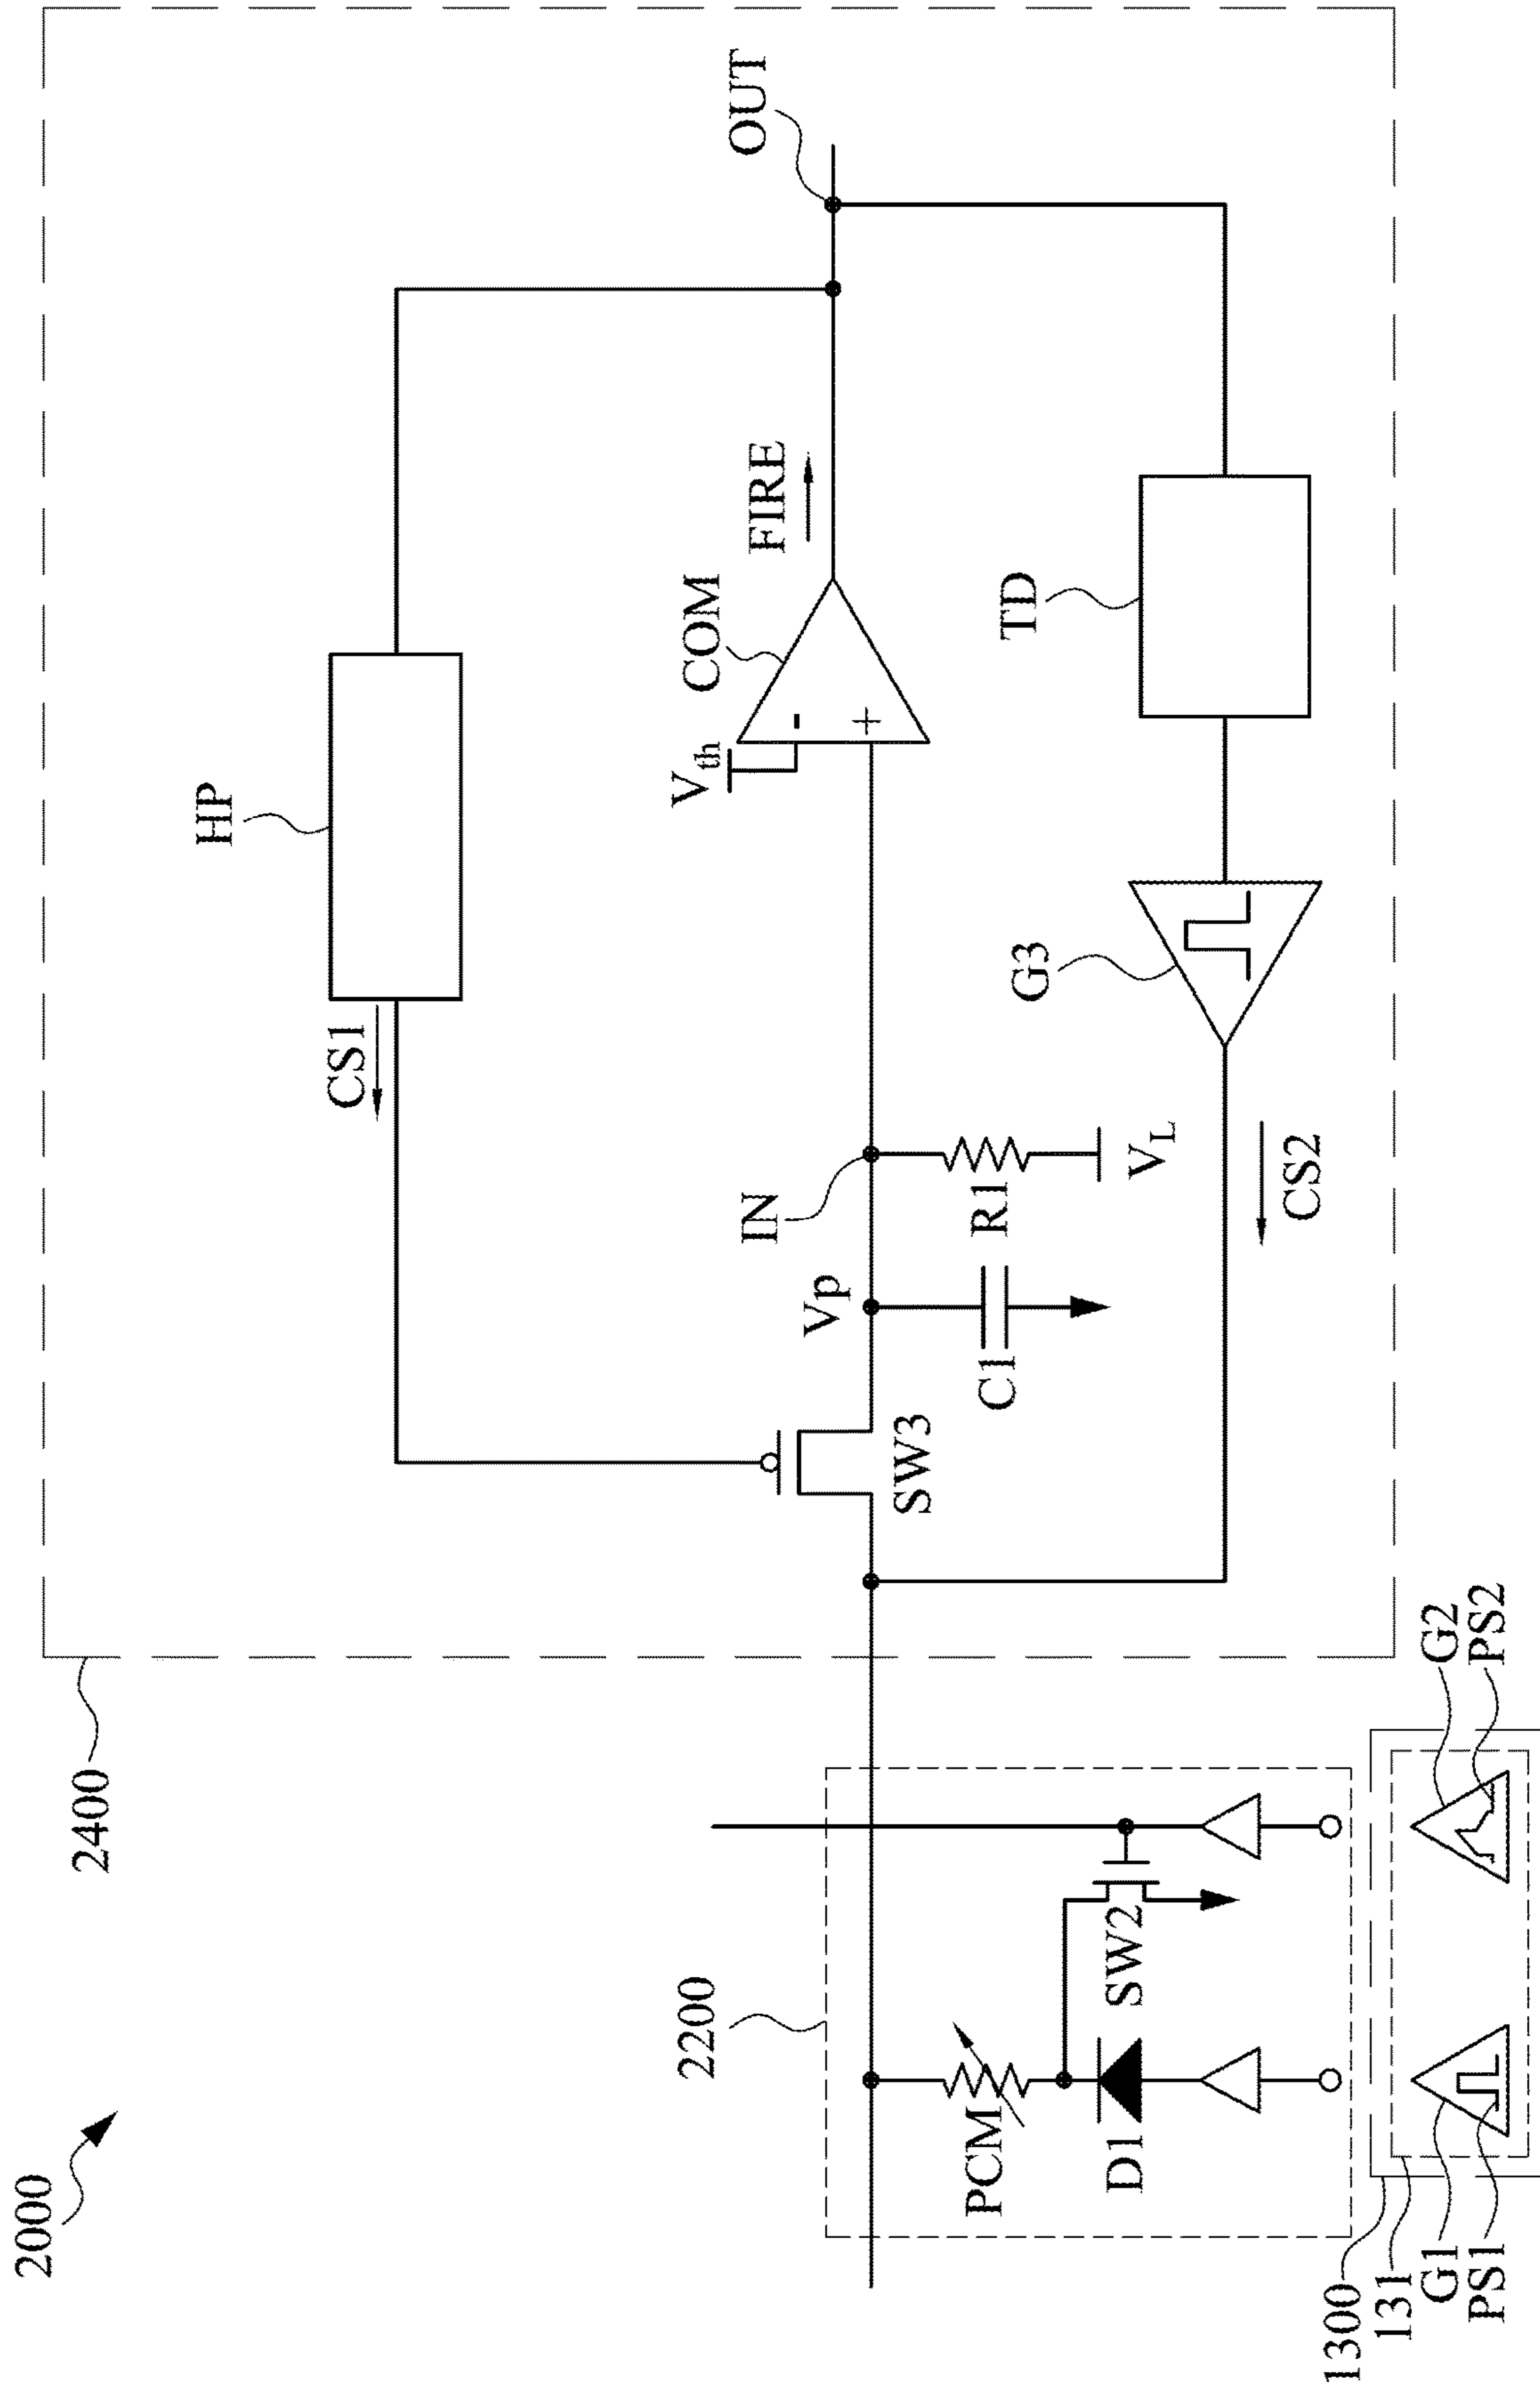 2000
2400
HP
CS1
OUT
FIRE
COM
Vth
IN
Vp
SW3
C1
R1
VL
TD
G3
CS2
2200
PCM
D1
SW2
1300
131
G1
PS1
G2
PS2
-
+